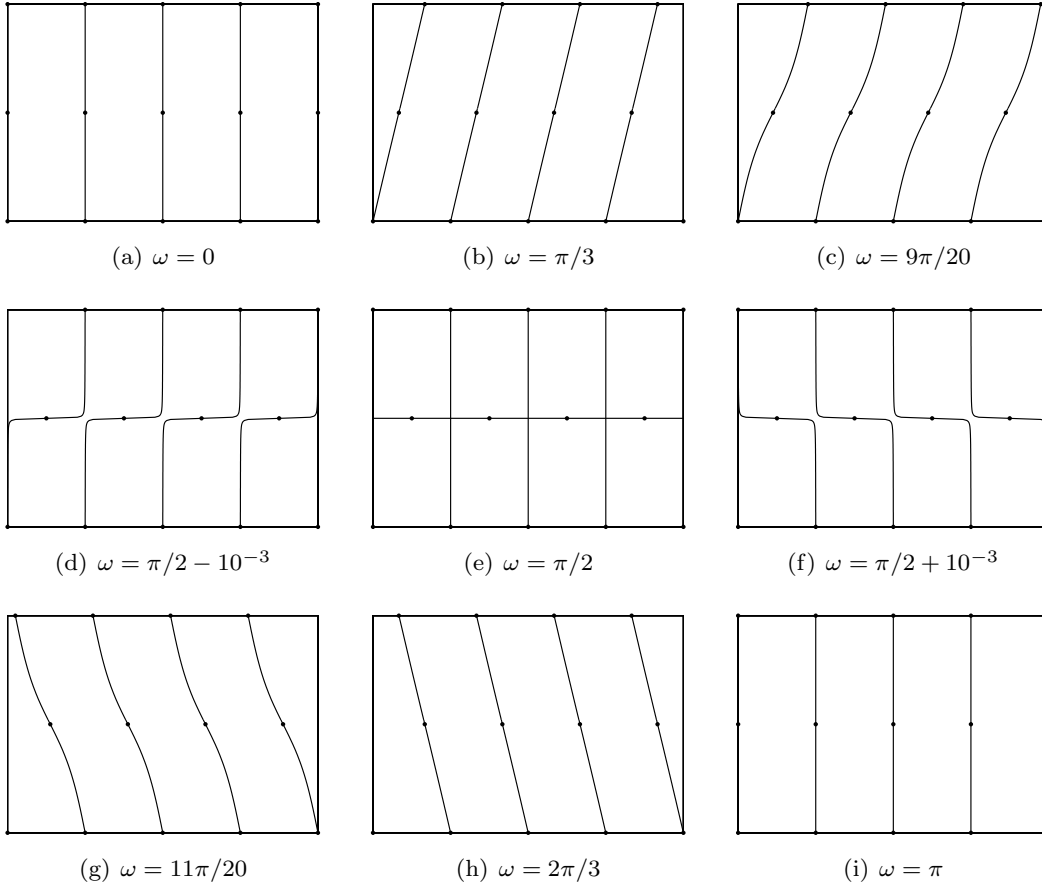 (a) ω = 0
(b) ω = π/3
(c) ω = 9π/20
(d) ω = π/2 − 10⁻³
(e) ω = π/2
(f) ω = π/2 + 10⁻³
(g) ω = 11π/20
(h) ω = 2π/3
(i) ω = π